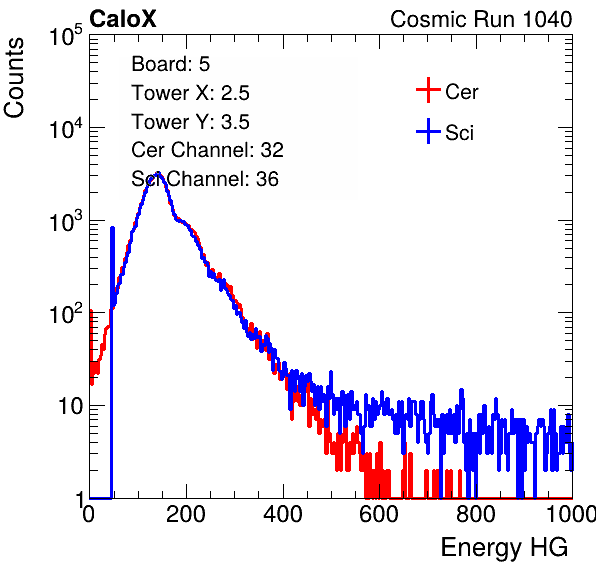 CaloX Cosmic Run 1040
Counts
Board: 5
Tower X: 2.5
Tower Y: 3.5
Cer Channel: 32
Sci Channel: 36
Cer
Sci
10^5
10^4
10^3
10^2
10
1
0 200 400 600 800 1000
Energy HG